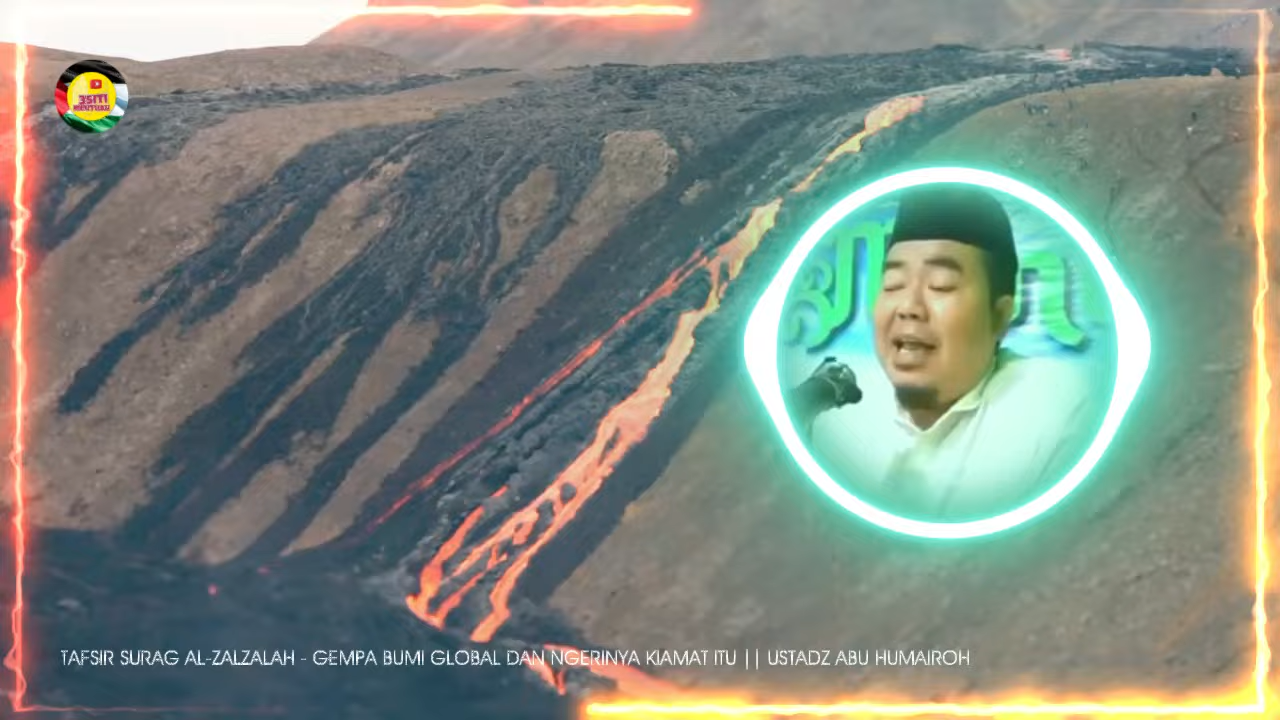 TAFSIR SURAG AL-ZALZALAH - GEMPA BUMI GLOBAL DAN NGERINYA KIAMAT ITU || USTADZ ABU HUMAIROH